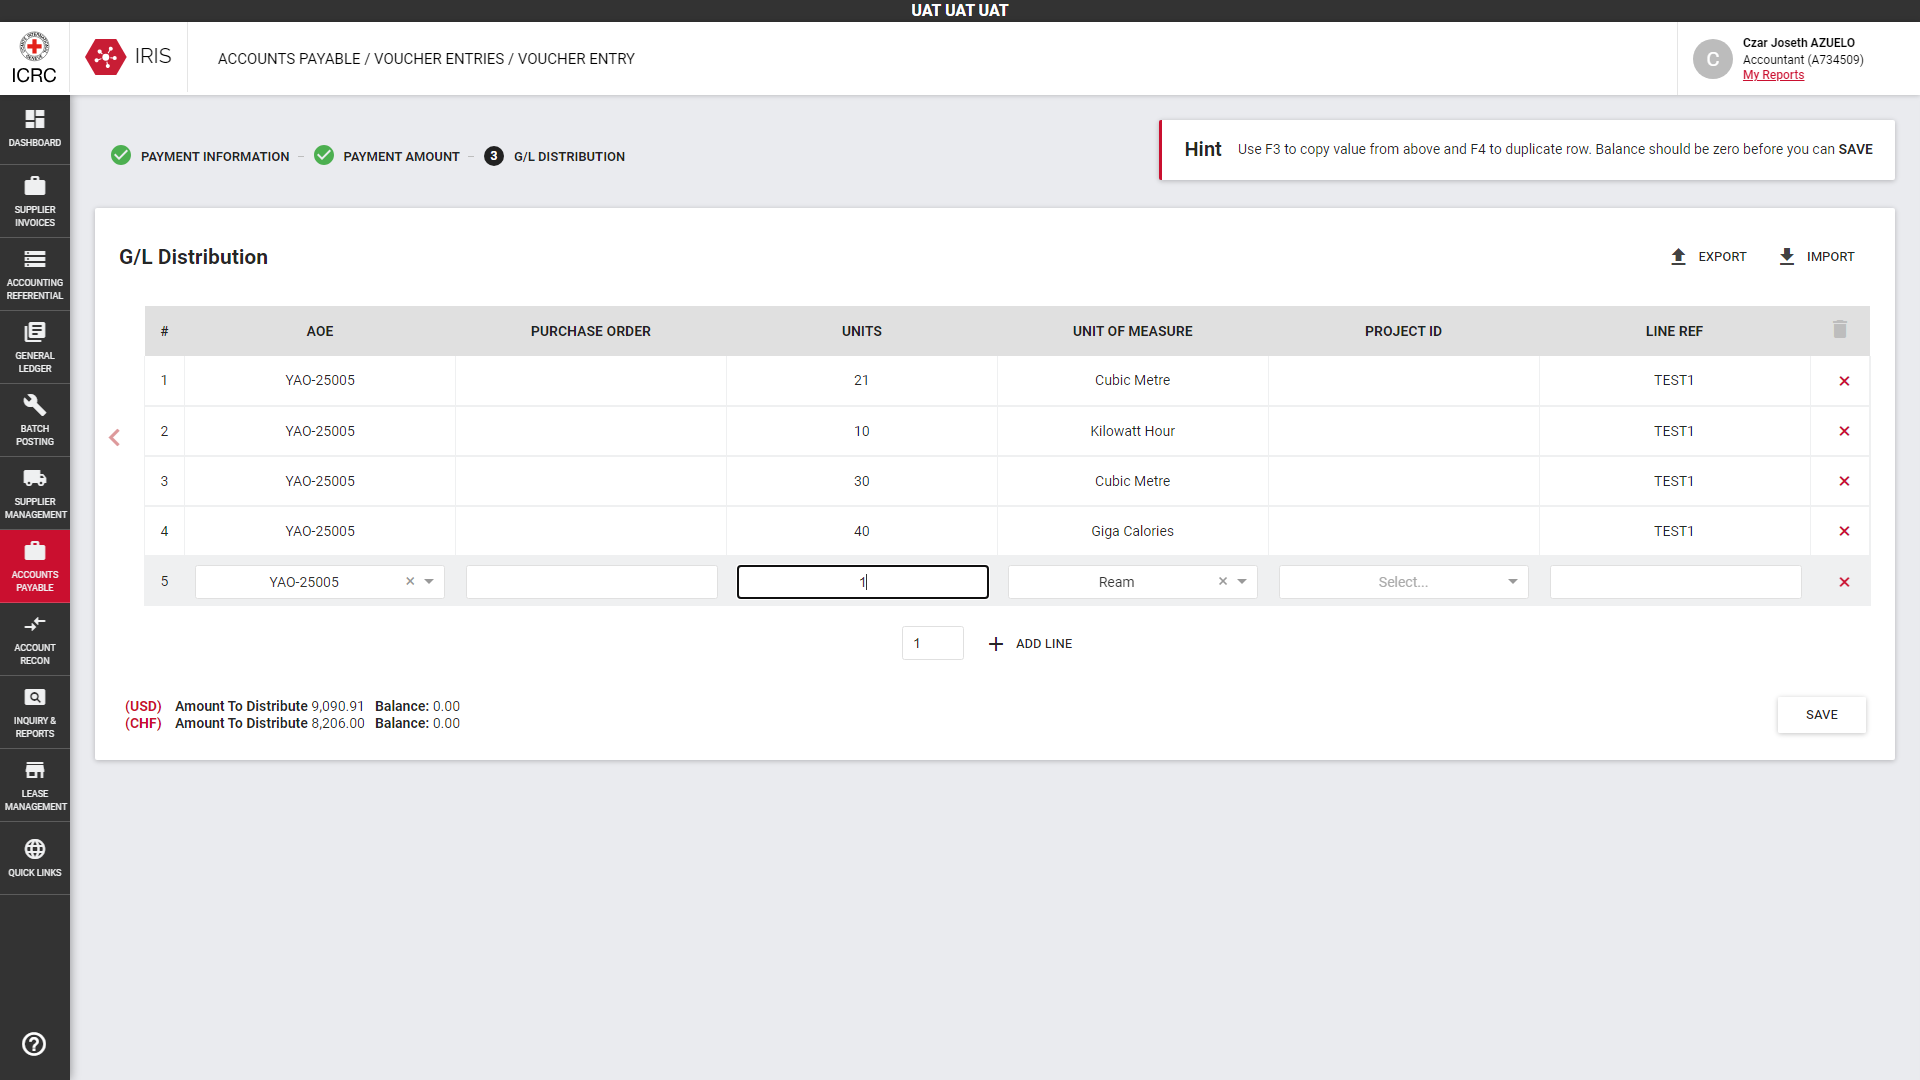 UAT UAT UAT
ICRC
IRIS
ACCOUNTS PAYABLE / VOUCHER ENTRIES / VOUCHER ENTRY
C
Czar Joseth AZUELO
Accountant (A734509)
My Reports
DASHBOARD
SUPPLIER
INVOICES
ACCOUNTING
REFERENTIAL
GENERAL
LEDGER
BATCH
POSTING
SUPPLIER
MANAGEMENT
ACCOUNTS
PAYABLE
ACCOUNT
RECON
INQUIRY &
REPORTS
LEASE
MANAGEMENT
QUICK LINKS
PAYMENT INFORMATION
PAYMENT AMOUNT
3 G/L DISTRIBUTION
Hint Use F3 to copy value from above and F4 to duplicate row. Balance should be zero before you can SAVE
G/L Distribution
EXPORT IMPORT
# AOE PURCHASE ORDER UNITS UNIT OF MEASURE PROJECT ID LINE REF
1 YAO-25005 21 Cubic Metre TEST1
2 YAO-25005 10 Kilowatt Hour TEST1
3 YAO-25005 30 Cubic Metre TEST1
4 YAO-25005 40 Giga Calories TEST1
5 YAO-25005 1 Ream Select...
1 ADD LINE
(USD) Amount To Distribute 9,090.91 Balance: 0.00
(CHF) Amount To Distribute 8,206.00 Balance: 0.00
SAVE